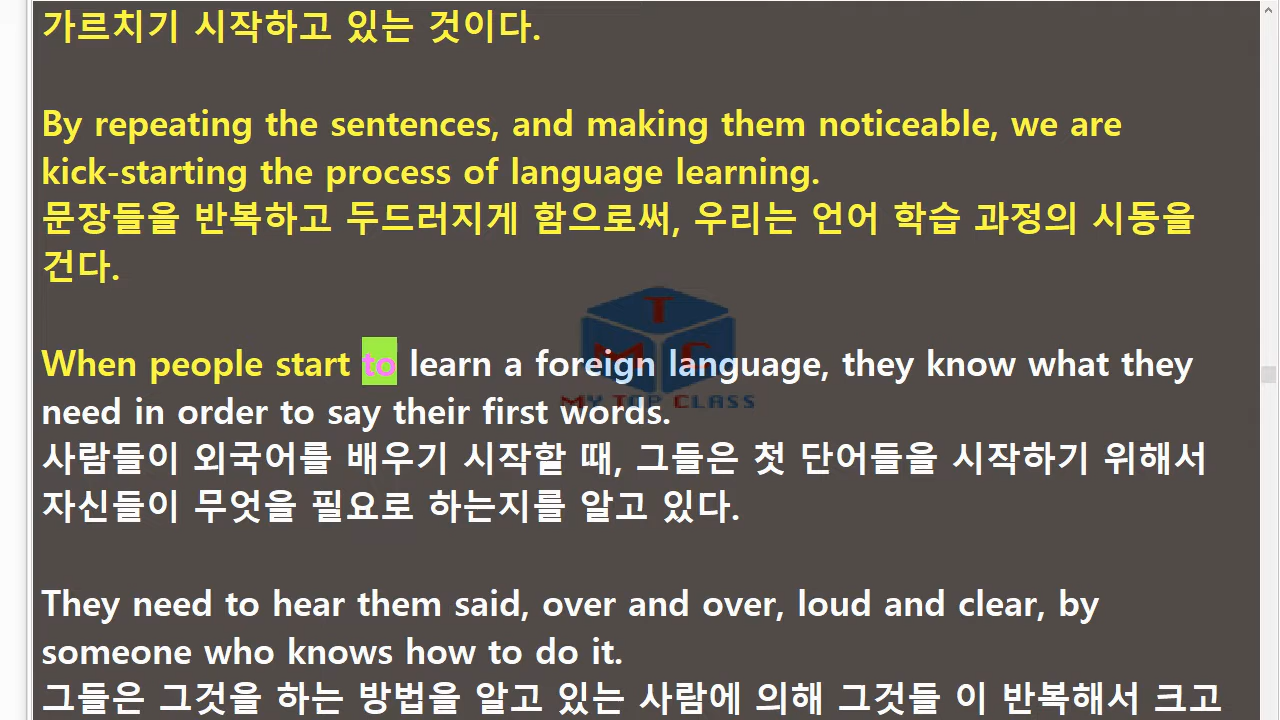 가르치기 시작하고 있는 것이다.
By repeating the sentences, and making them noticeable, we are
kick-starting the process of language learning.
문장들을 반복하고 두드러지게 함으로써, 우리는 언어 학습 과정의 시동을
건다.
When people start to learn a foreign language, they know what they
need in order to say their first words.
사람들이 외국어를 배우기 시작할 때, 그들은 첫 단어들을 시작하기 위해서
자신들이 무엇을 필요로 하는지를 알고 있다.
They need to hear them said, over and over, loud and clear, by
someone who knows how to do it.
그들은 그것을 하는 방법을 알고 있는 사람에 의해 그것들 이 반복해서 크고
T
M C
MY TOP CLASS